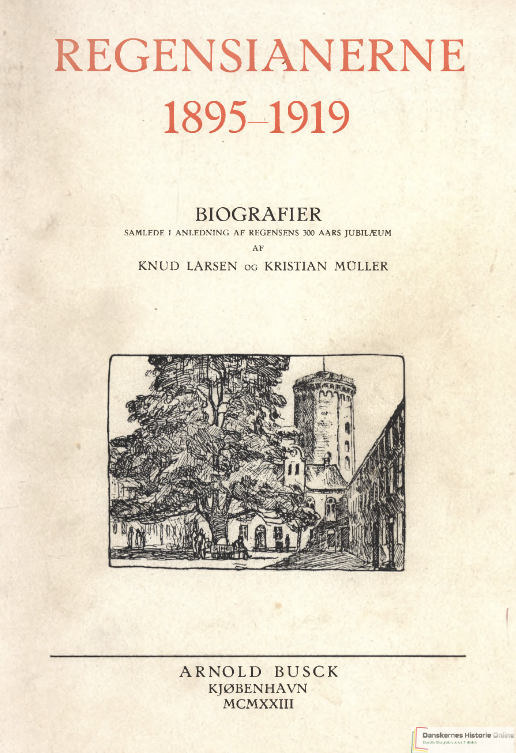 REGENSIANERNE
1895–1919
BIOGRAFIER
SAMLEDE I ANLEDNING AF REGENSENS 300 AARS JUBILÆUM
AF
KNUD LARSEN OG KRISTIAN MÜLLER
ARNOLD BUSCK
KJØBENHAVN
MCMXXIII
Danskernes Historie Online